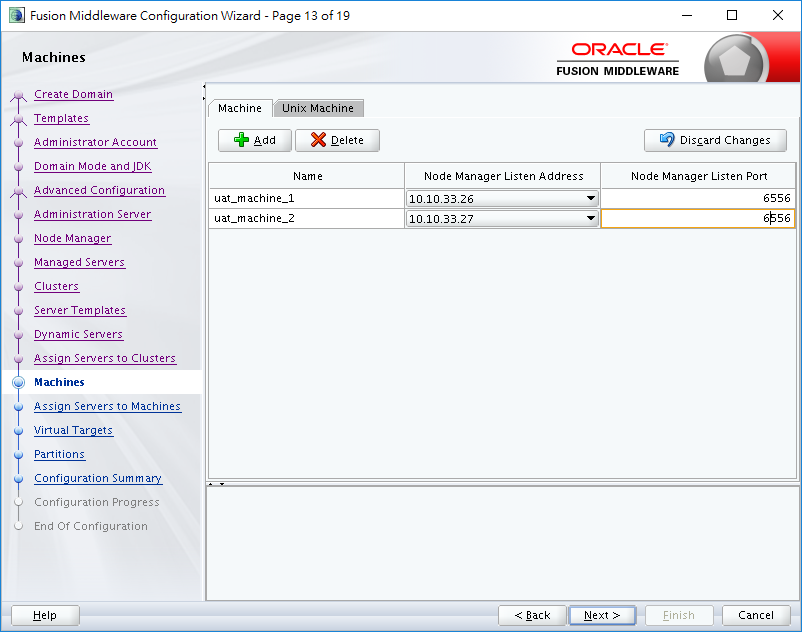 Fusion Middleware Configuration Wizard - Page 13 of 19
Machines
ORACLE
FUSION MIDDLEWARE
Create Domain
Templates
Administrator Account
Domain Mode and JDK
Advanced Configuration
Administration Server
Node Manager
Managed Servers
Clusters
Server Templates
Dynamic Servers
Assign Servers to Clusters
Machines
Assign Servers to Machines
Virtual Targets
Partitions
Configuration Summary
Configuration Progress
End Of Configuration
Machine Unix Machine
Add Delete Discard Changes
Name Node Manager Listen Address Node Manager Listen Port
uat_machine_1 10.10.33.26 6556
uat_machine_2 10.10.33.27 6556
Help < Back Next > Finish Cancel